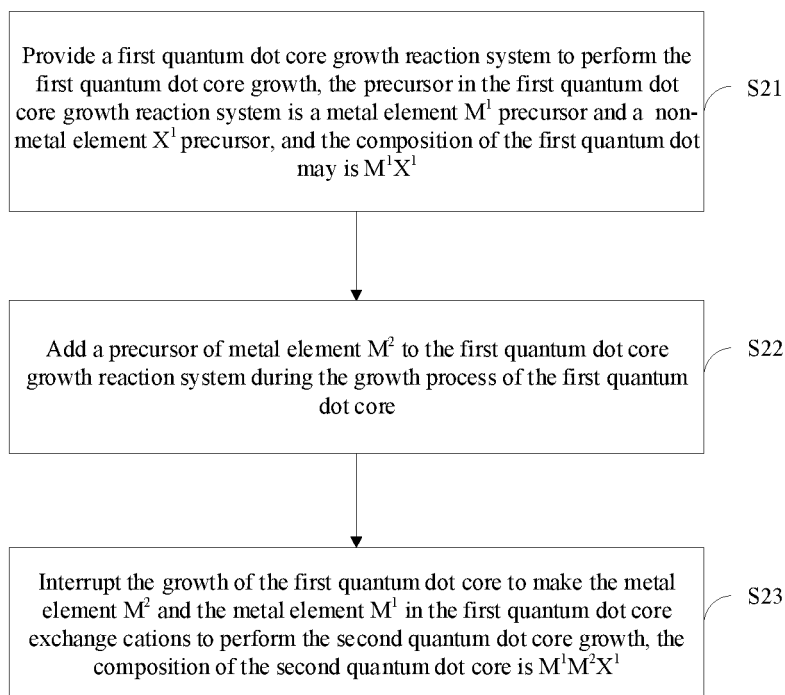 Provide a first quantum dot core growth reaction system to perform the
first quantum dot core growth, the precursor in the first quantum dot
core growth reaction system is a metal element M¹ precursor and a non-
metal element X¹ precursor, and the composition of the first quantum dot
may is M¹X¹
S21
Add a precursor of metal element M² to the first quantum dot core
growth reaction system during the growth process of the first quantum
dot core
S22
Interrupt the growth of the first quantum dot core to make the metal
element M² and the metal element M¹ in the first quantum dot core
exchange cations to perform the second quantum dot core growth, the
composition of the second quantum dot core is M¹M²X¹
S23